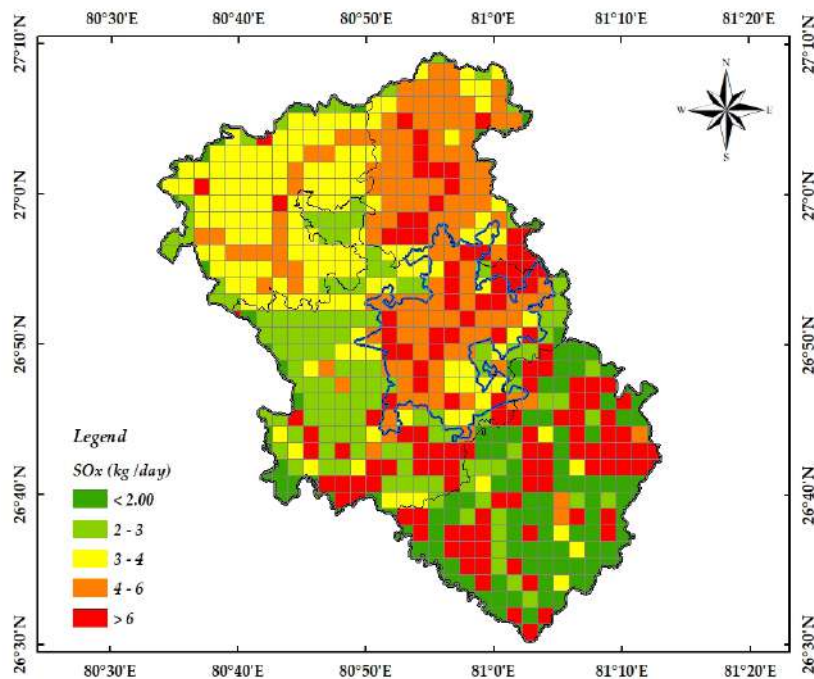 80°30'E 80°40'E 80°50'E 81°0'E 81°10'E 81°20'E
27°10'N 27°10'N
N
W E
S
27°0'N 27°0'N
26°50'N 26°50'N
Legend
SOx (kg /day)
26°40'N 26°40'N
< 2.00
2 - 3
3 - 4
4 - 6
> 6
26°30'N 26°30'N
80°30'E 80°40'E 80°50'E 81°0'E 81°10'E 81°20'E